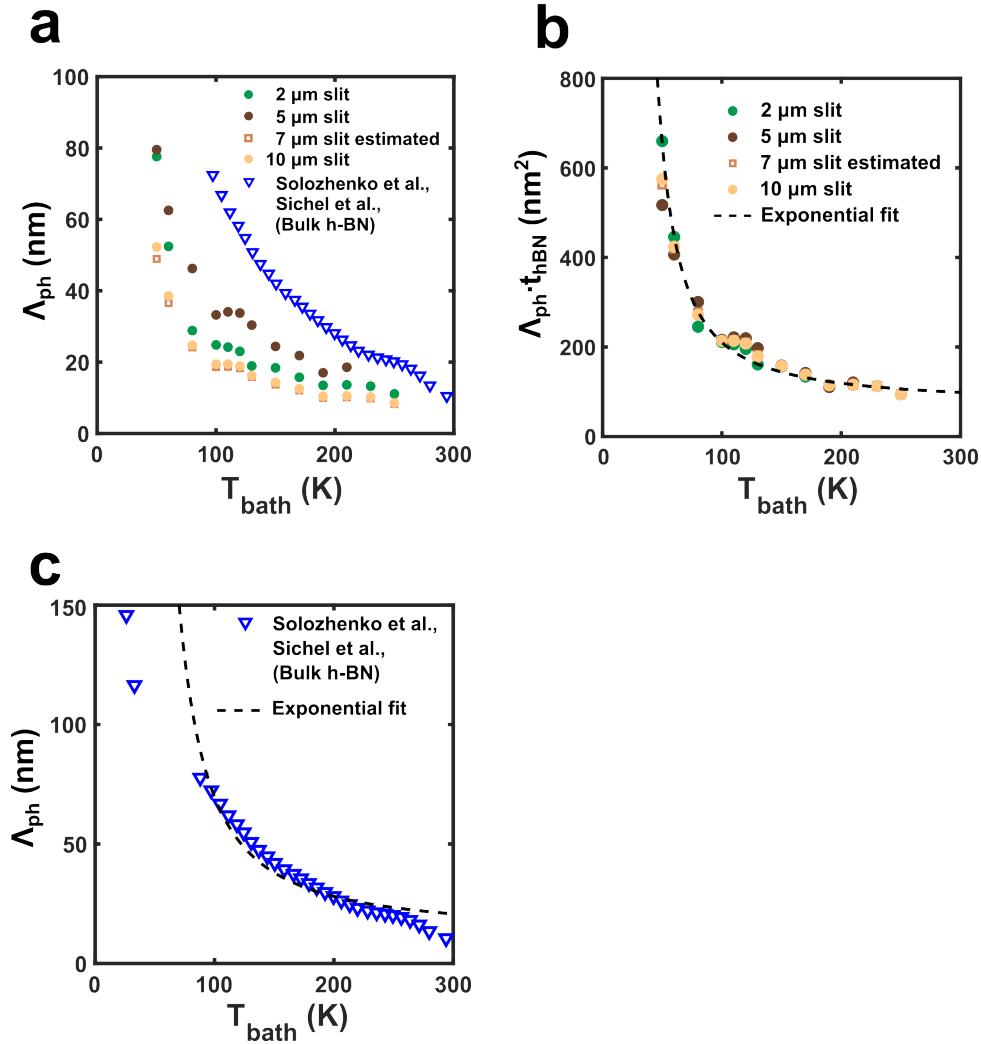 a
100
80
60
40
20
0
Λph (nm)
2 μm slit
5 μm slit
7 μm slit estimated
10 μm slit
Solozhenko et al.,
Sichel et al.,
(Bulk h-BN)
0
100
200
300
Tbath (K)
b
800
600
400
200
0
Λph·thBN (nm²)
2 μm slit
5 μm slit
7 μm slit estimated
10 μm slit
Exponential fit
0
100
200
300
Tbath (K)
c
150
100
50
0
Λph (nm)
Solozhenko et al.,
Sichel et al.,
(Bulk h-BN)
Exponential fit
0
100
200
300
Tbath (K)